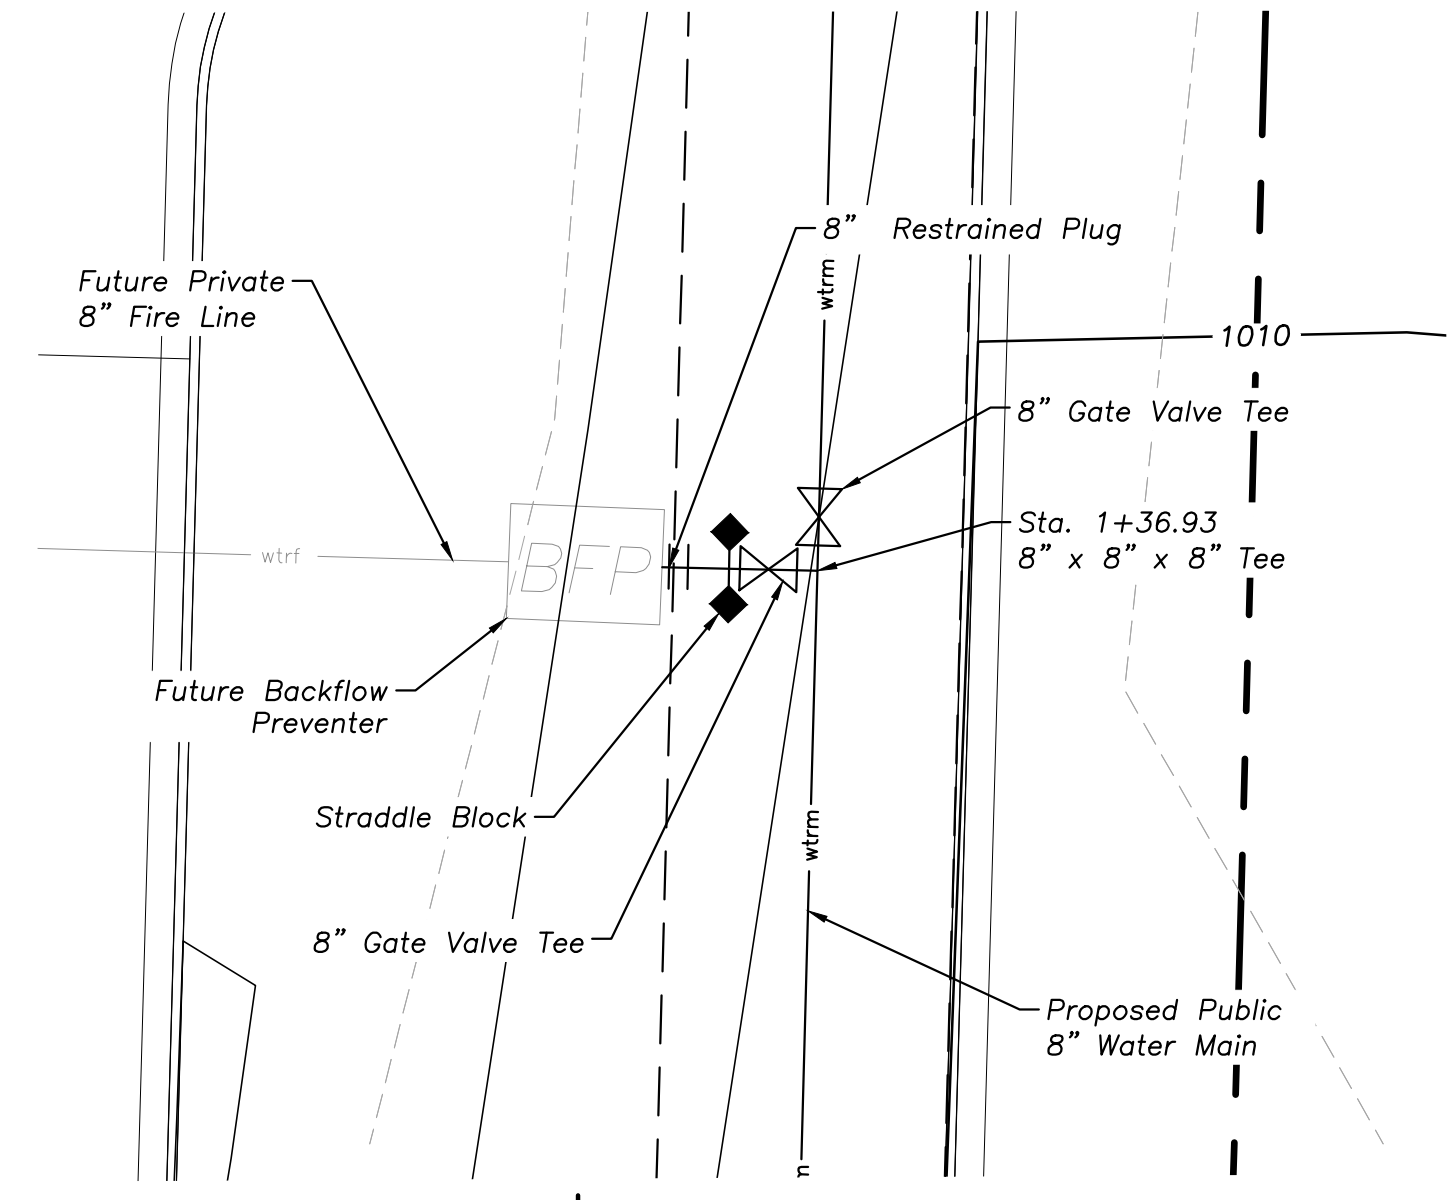 8” Restrained Plug
wtrm
Future Private
8” Fire Line
1010
8” Gate Valve Tee
Sta. 1+36.93
8” x 8” x 8” Tee
wtrf
BFP
Future Backflow
Preventer
Straddle Block
wtrm
8” Gate Valve Tee
Proposed Public
8” Water Main